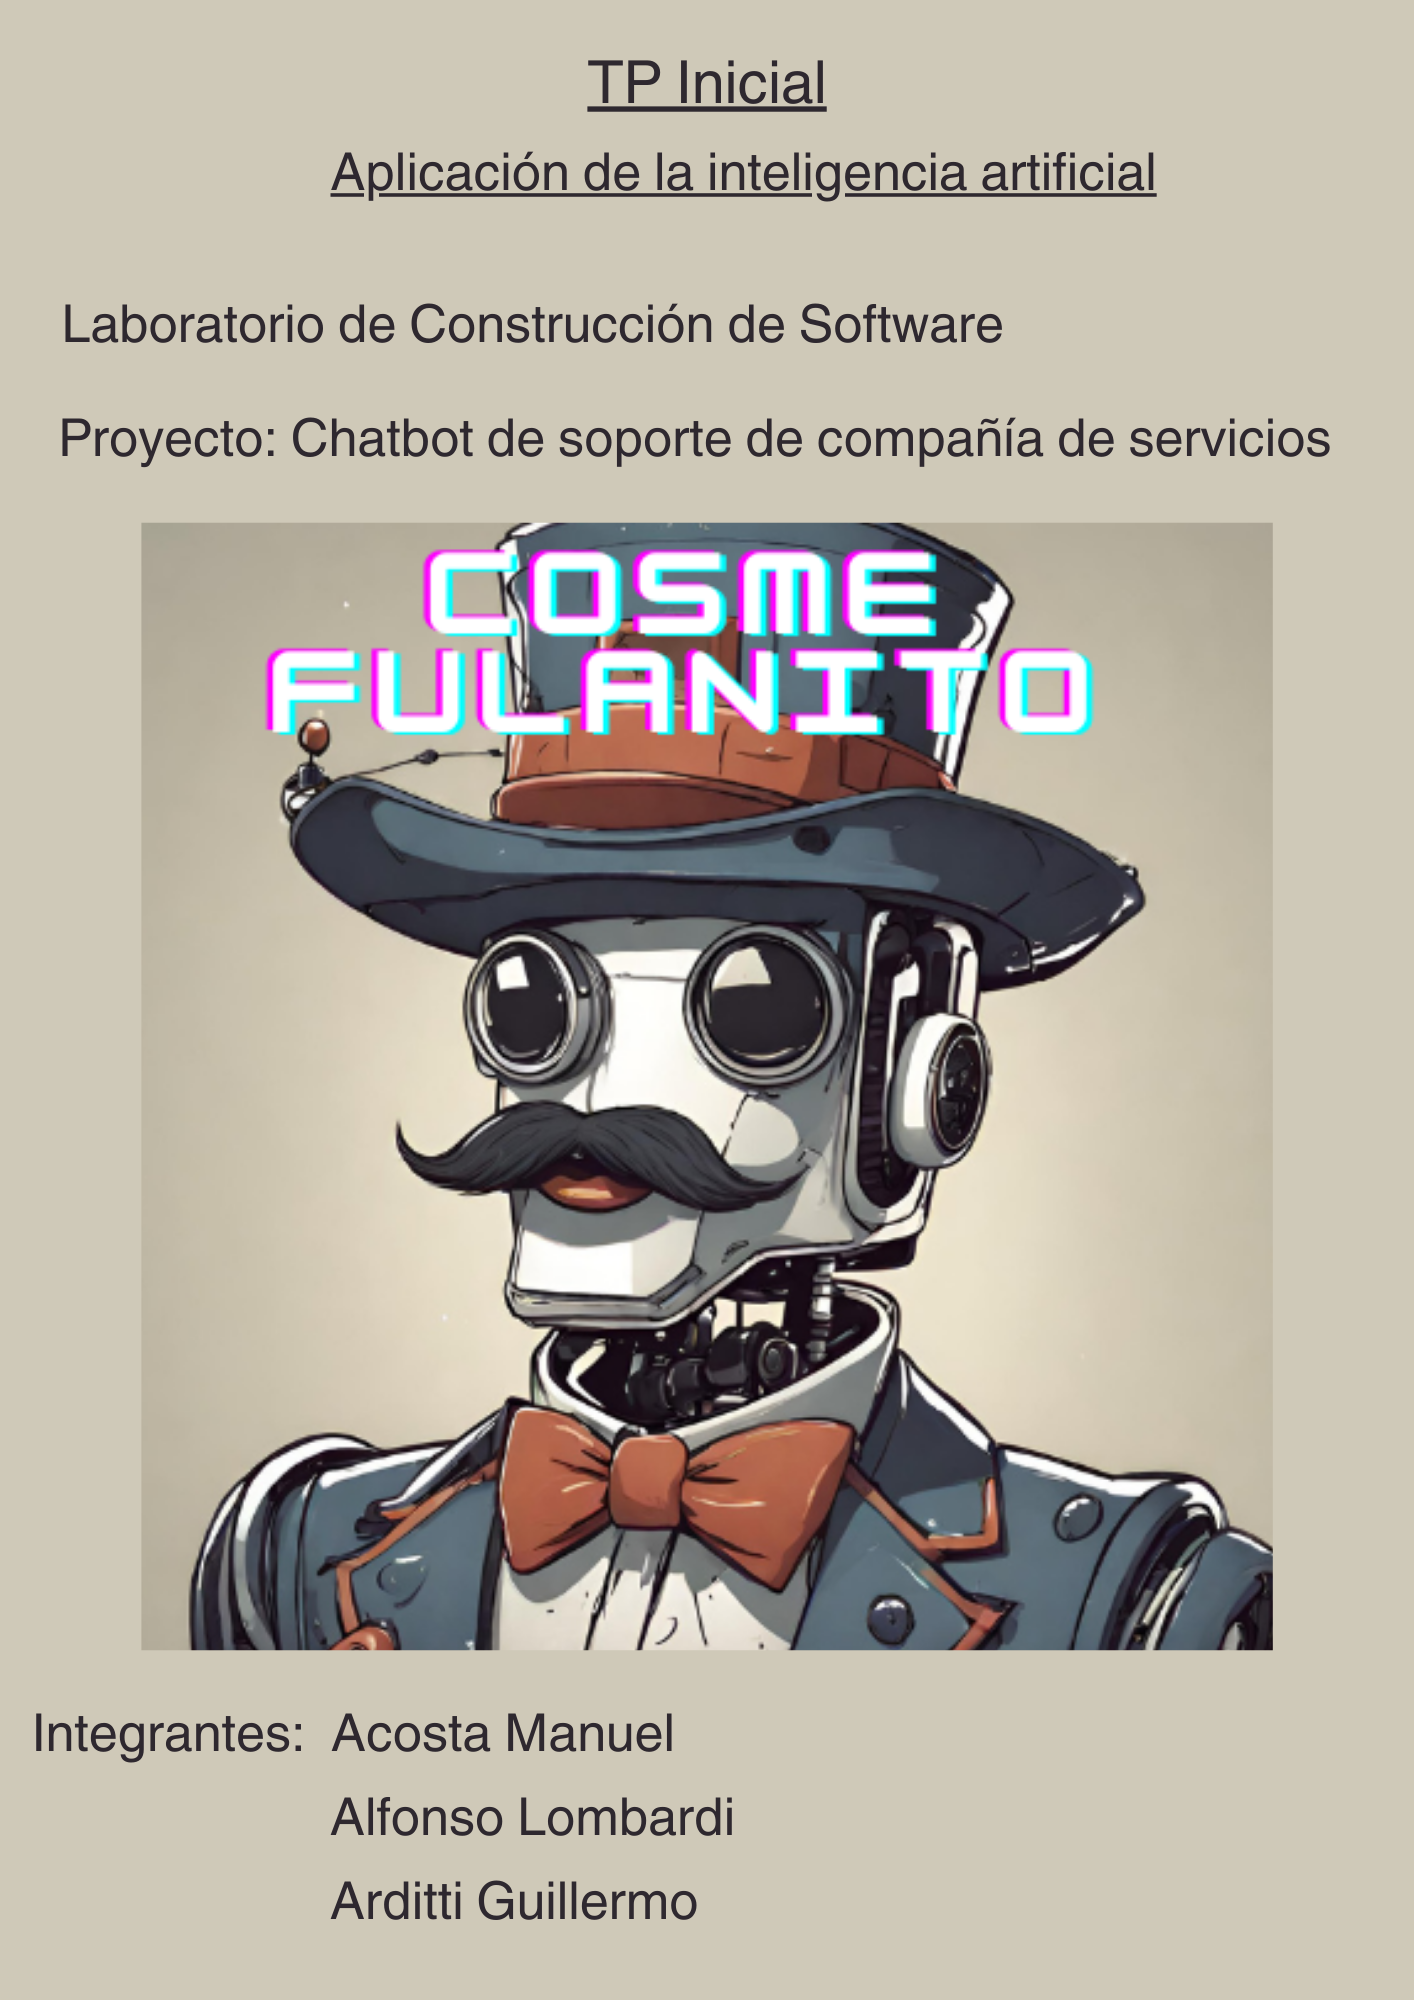 TP Inicial
Aplicación de la inteligencia artificial
Laboratorio de Construcción de Software
Proyecto: Chatbot de soporte de compañía de servicios
COSME
FULANITO
Integrantes: Acosta Manuel
Alfonso Lombardi
Arditti Guillermo